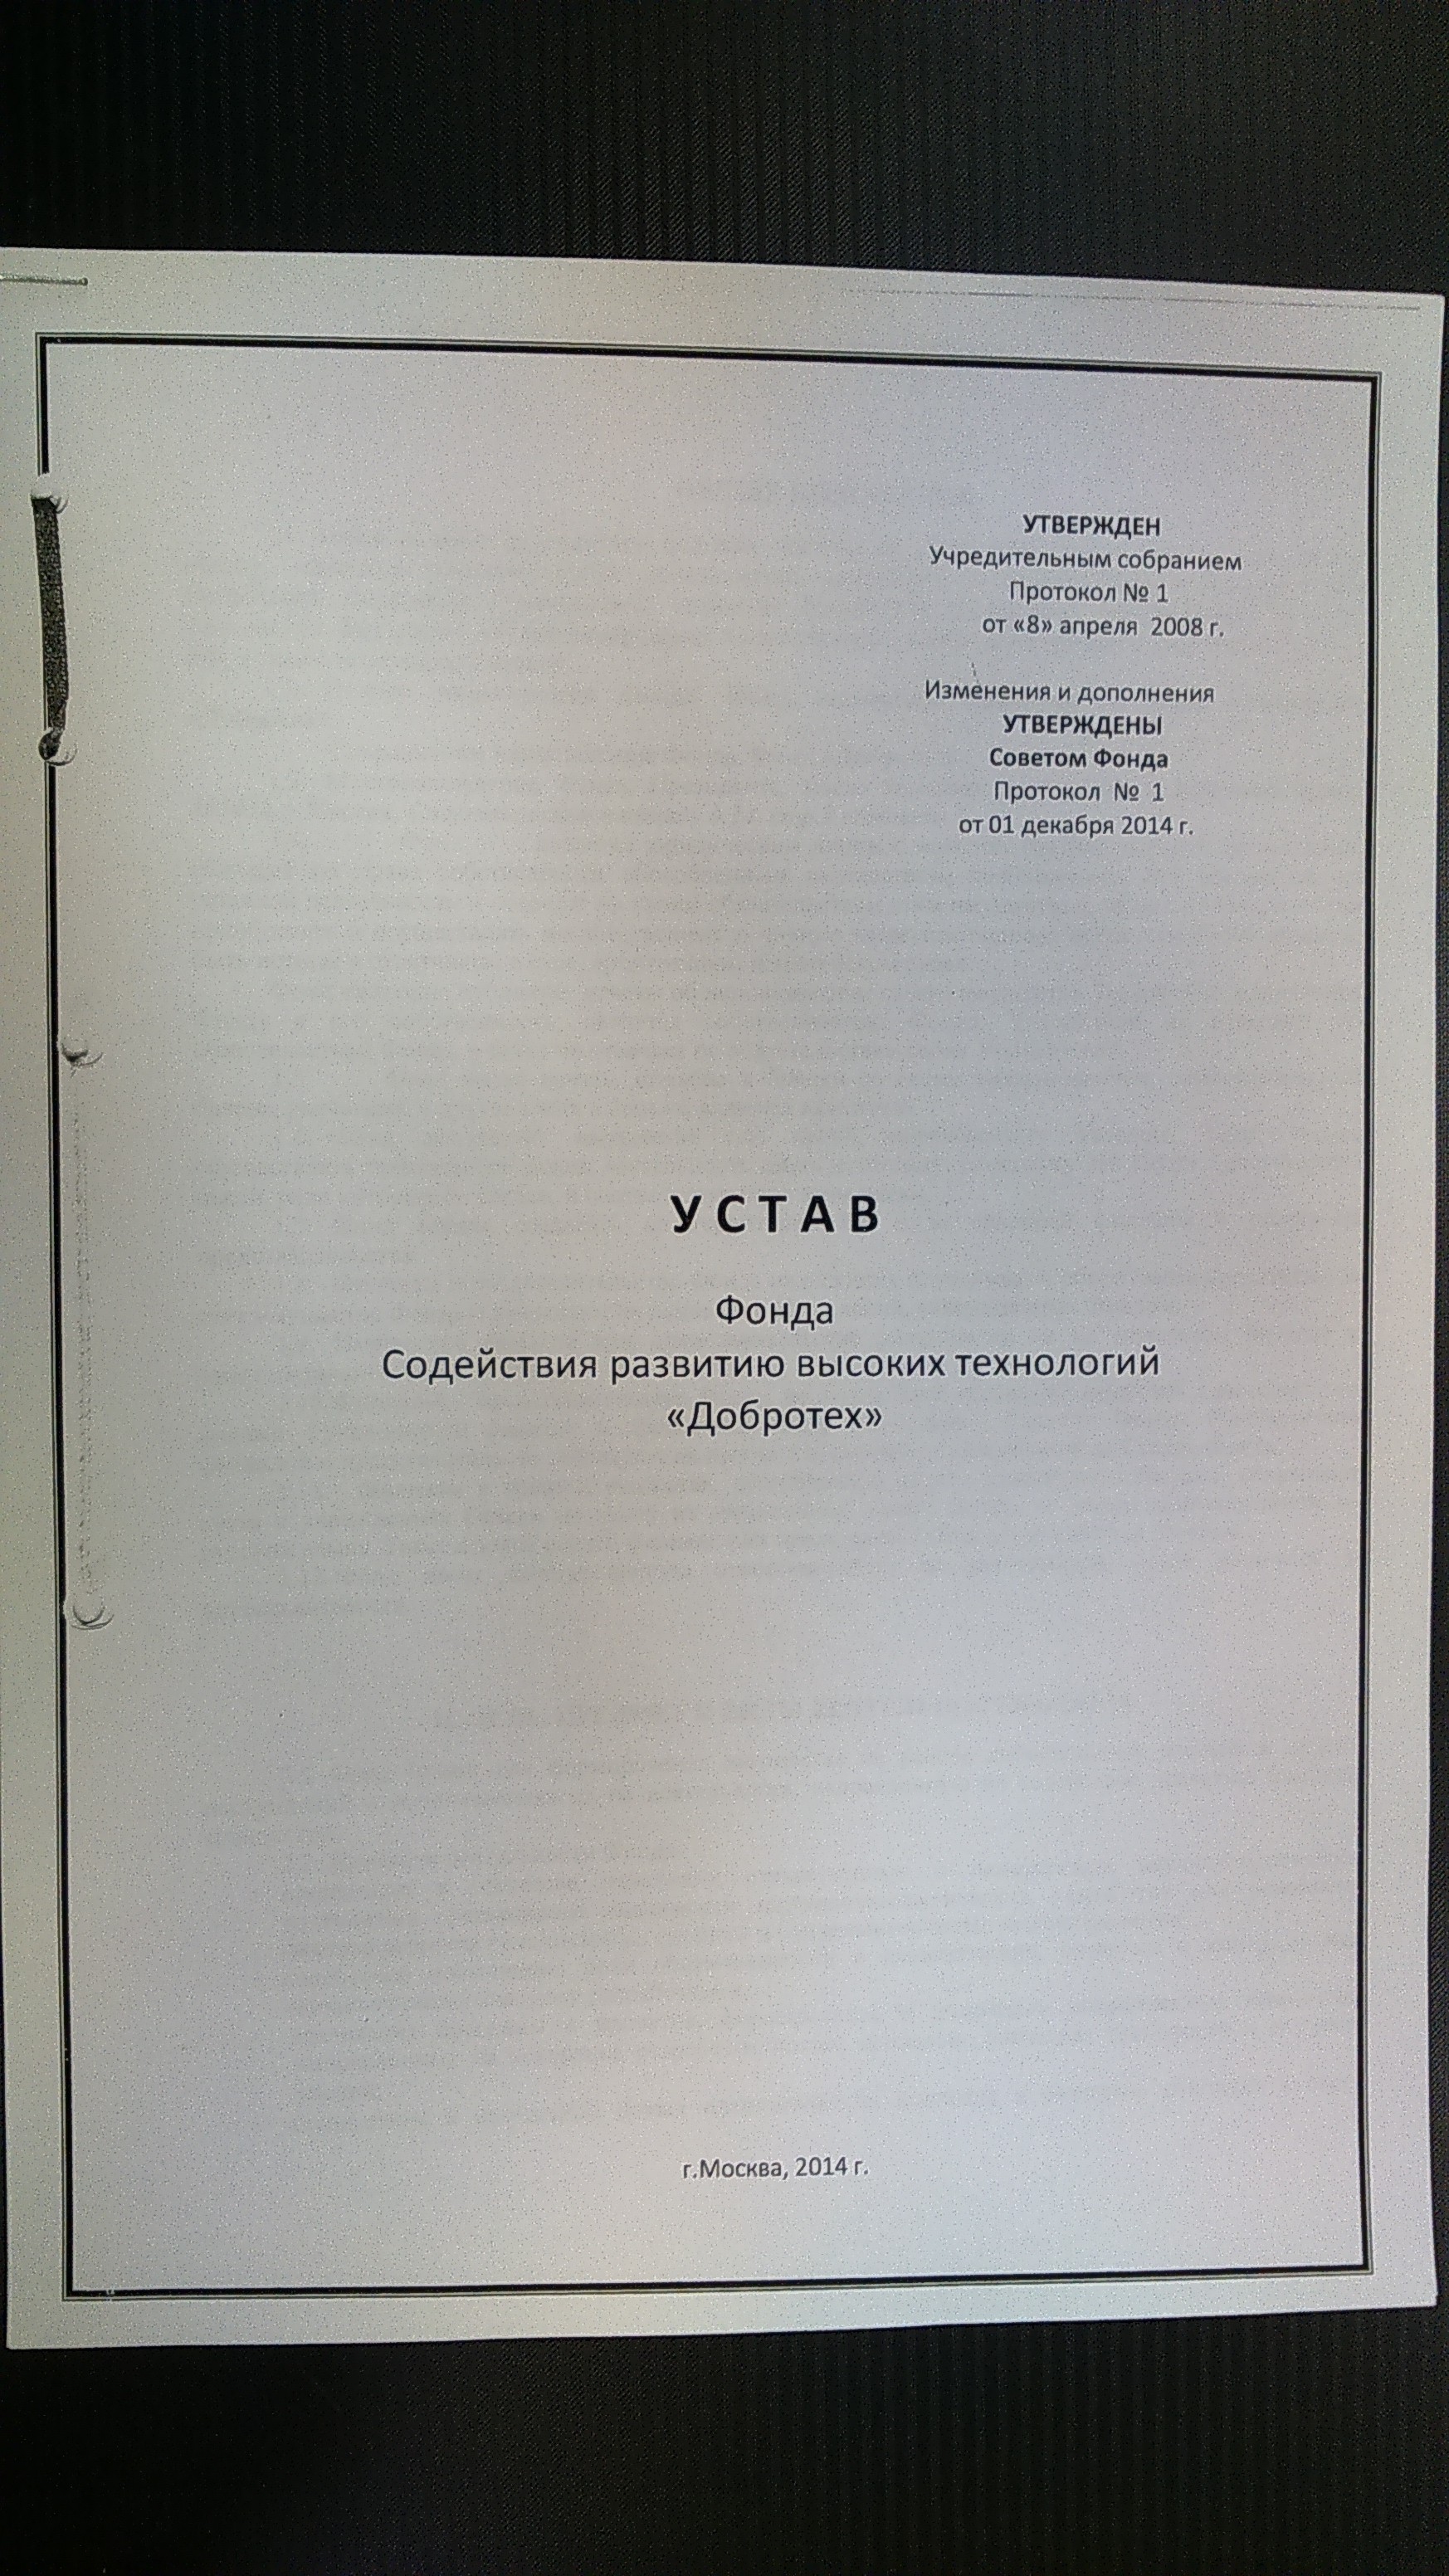 УТВЕРЖДЕН
Учредительным собранием
Протокол № 1
от «8» апреля 2008 г.
Изменения и дополнения
УТВЕРЖДЕНЫ
Советом Фонда
Протокол № 1
от 01 декабря 2014 г.
У С Т А В
Фонда
Содействия развитию высоких технологий
«Добротех»
г.Москва, 2014 г.